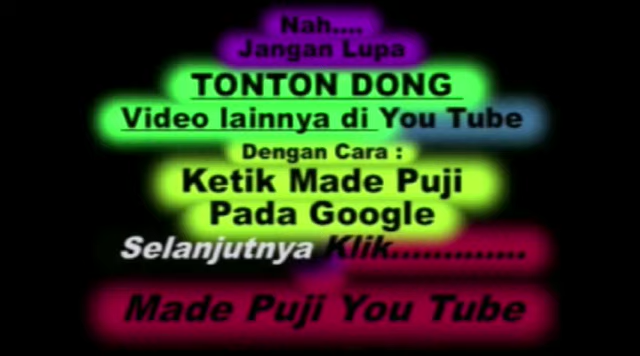 Nah....
Jangan Lupa
TONTON DONG
Video lainnya di You Tube
Dengan Cara :
Ketik Made Puji
Pada Google
Selanjutnya Klik.............
Made Puji You Tube